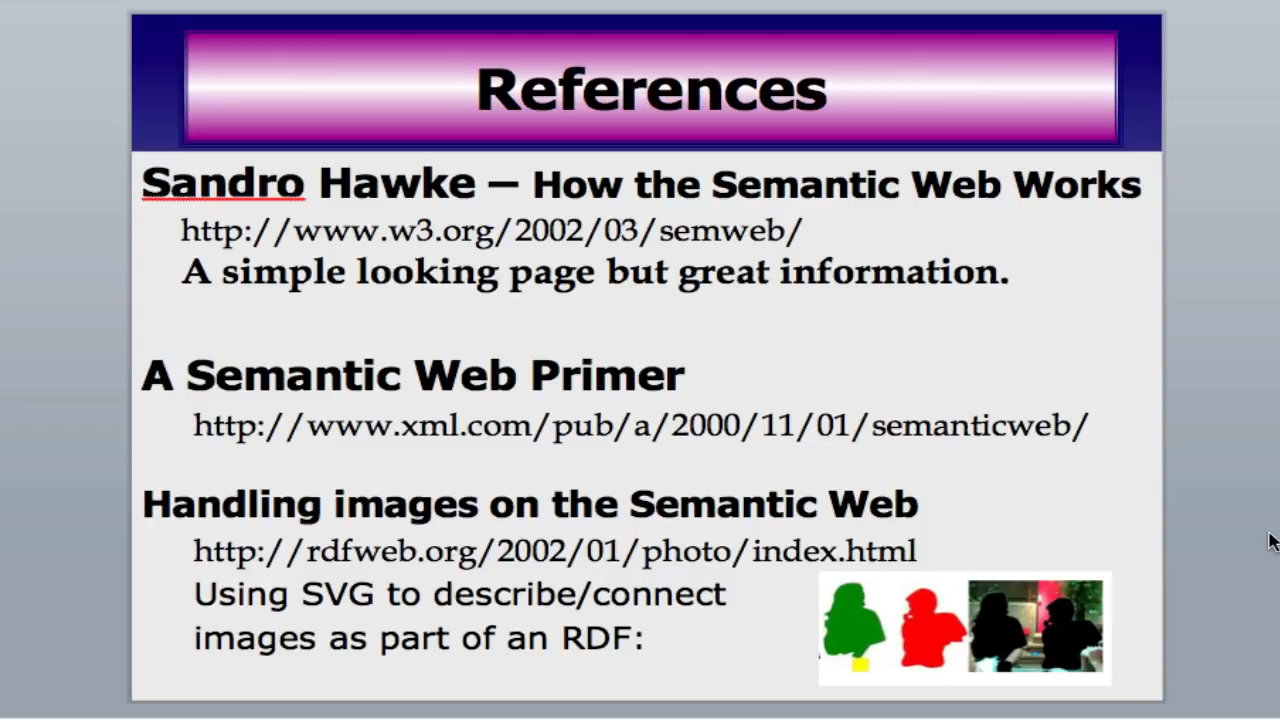 References
Sandro Hawke – How the Semantic Web Works
http://www.w3.org/2002/03/semweb/
A simple looking page but great information.
A Semantic Web Primer
http://www.xml.com/pub/a/2000/11/01/semanticweb/
Handling images on the Semantic Web
http://rdfweb.org/2002/01/photo/index.html
Using SVG to describe/connect
images as part of an RDF: